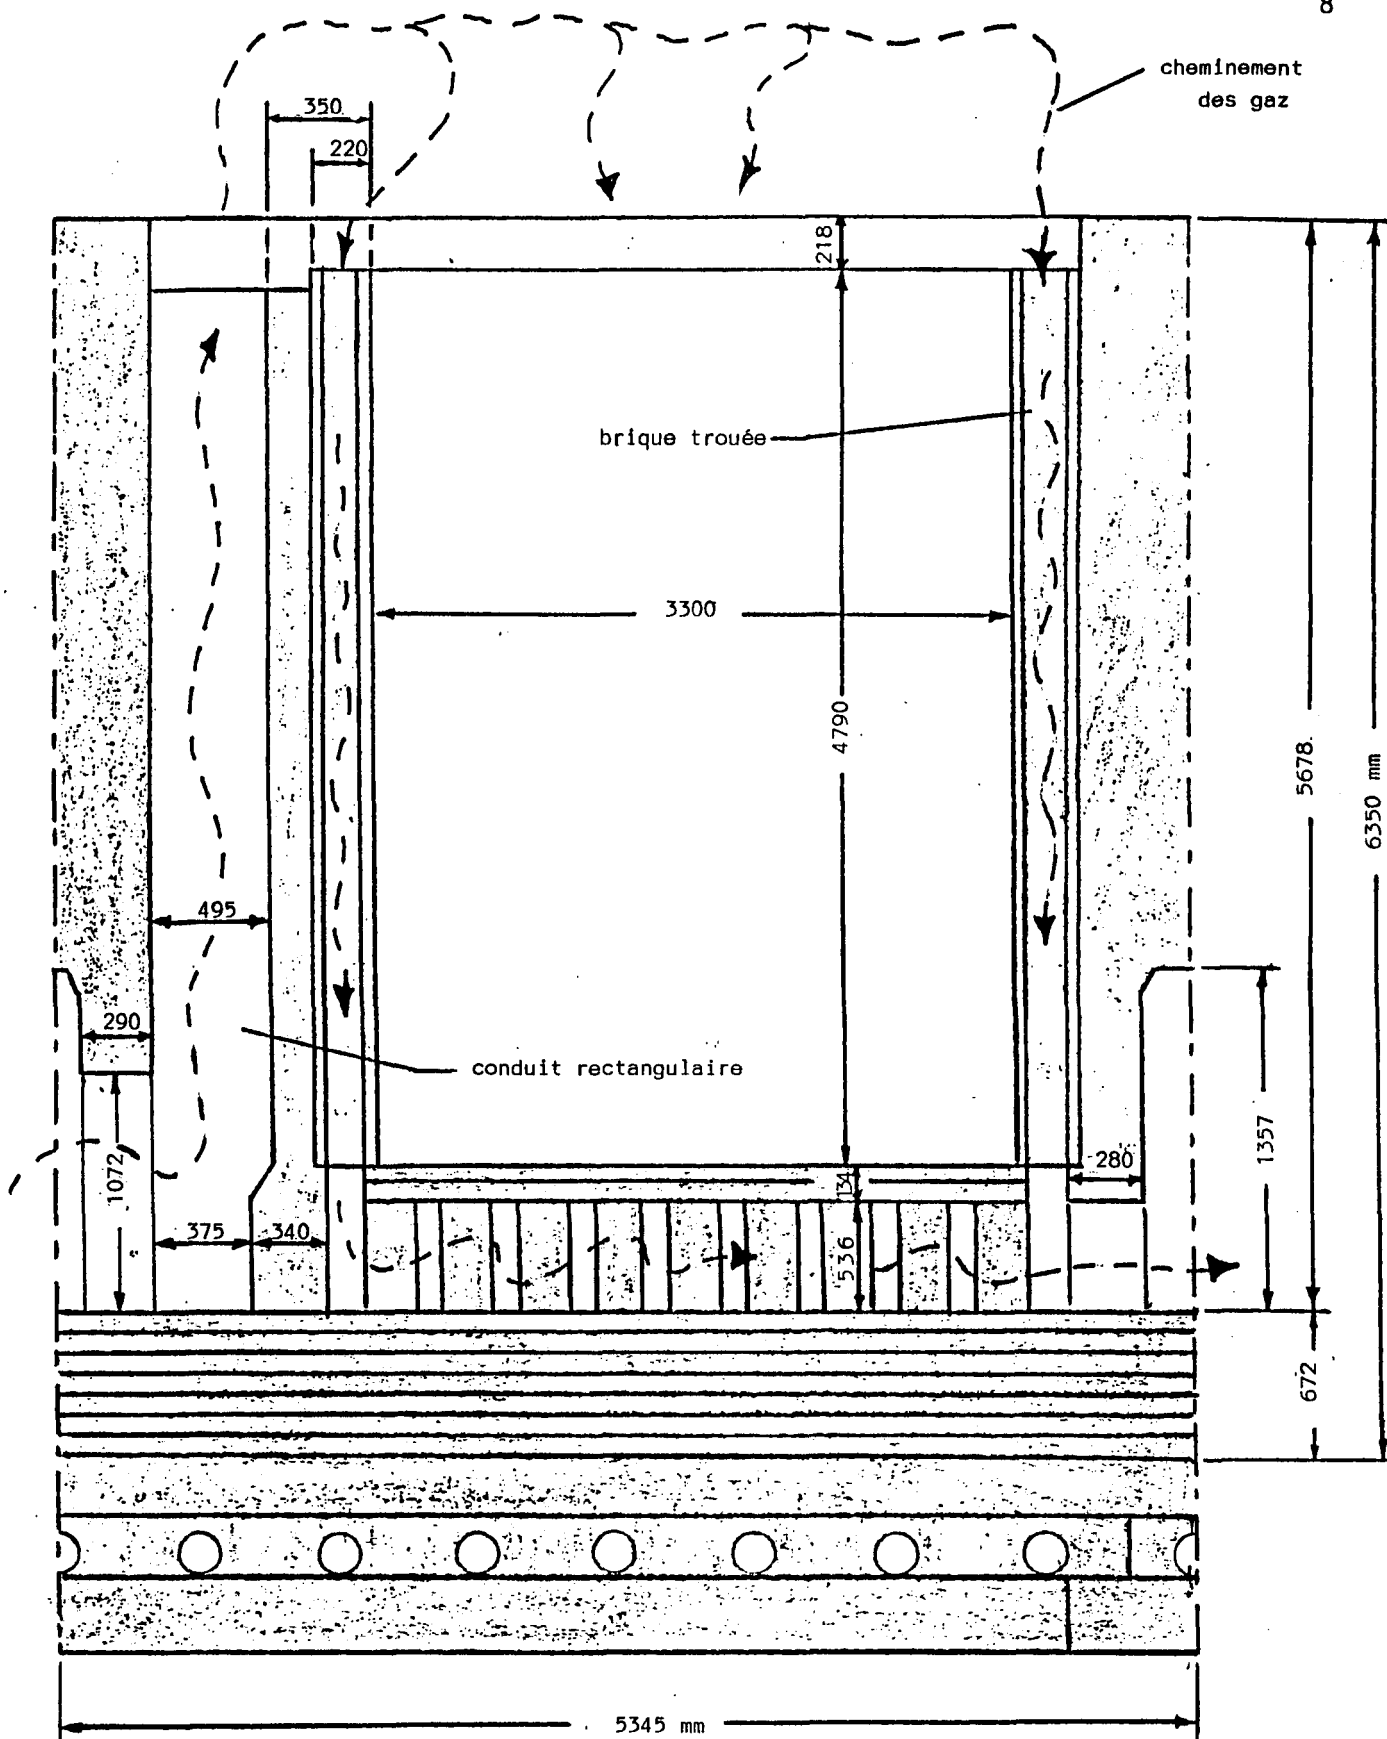 8
cheminement
des gaz
350
220
218
brique trouée
3300
4790
5678
6350 mm
495
290
conduit rectangulaire
1072
1357
280
134
375
340
536
672
5345 mm